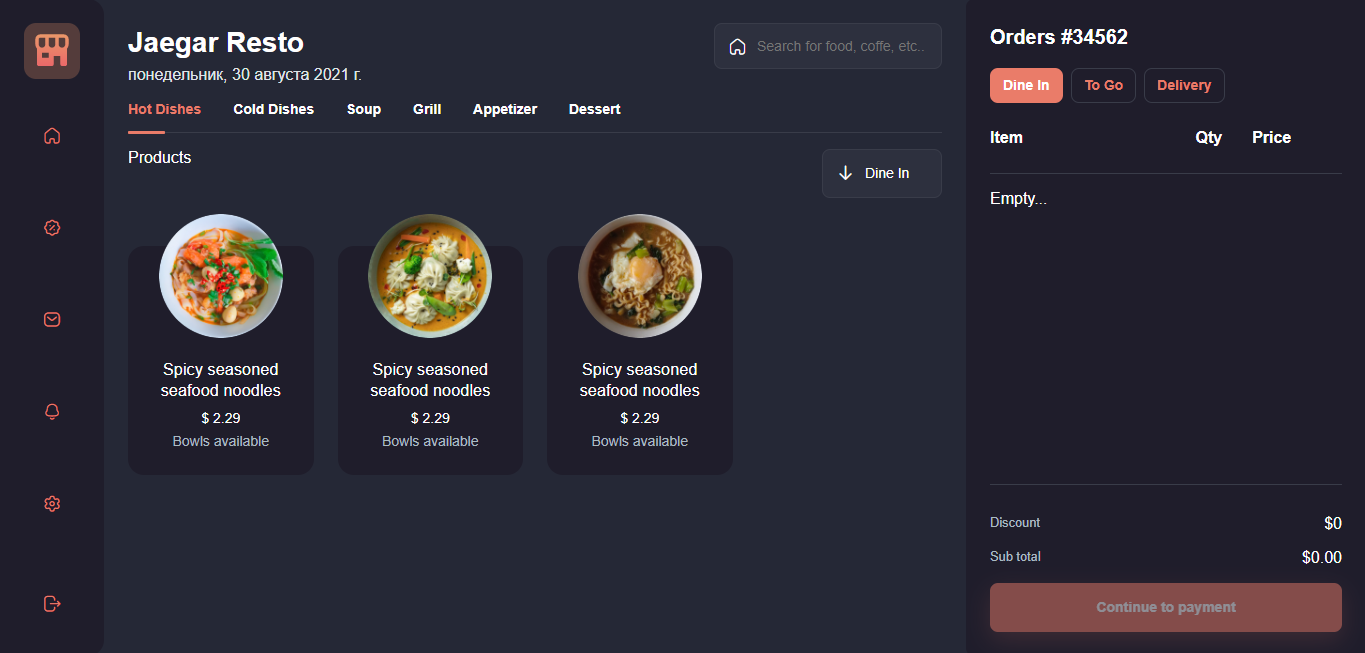 Jaegar Resto
понедельник, 30 августа 2021 г.
Search for food, coffe, etc..
Hot Dishes Cold Dishes Soup Grill Appetizer Dessert
Products
Dine In
Spicy seasoned
seafood noodles
$ 2.29
Bowls available
Spicy seasoned
seafood noodles
$ 2.29
Bowls available
Spicy seasoned
seafood noodles
$ 2.29
Bowls available
Orders #34562
Dine In To Go Delivery
Item Qty Price
Empty...
Discount $0
Sub total $0.00
Continue to payment